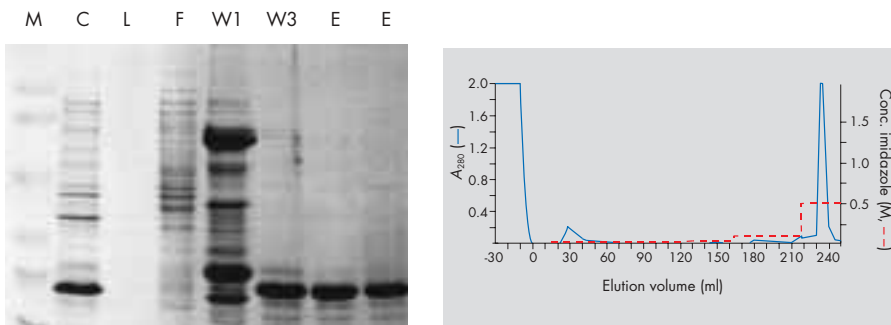 M C L F W1 W3 E E
2.0
1.6
1.2
0.8
0.4
A280 (—)
1.5
1.0
0.5
Conc. imidazole (M, – –)
-30 0 30 60 90 120 150 180 210 240
Elution volume (ml)